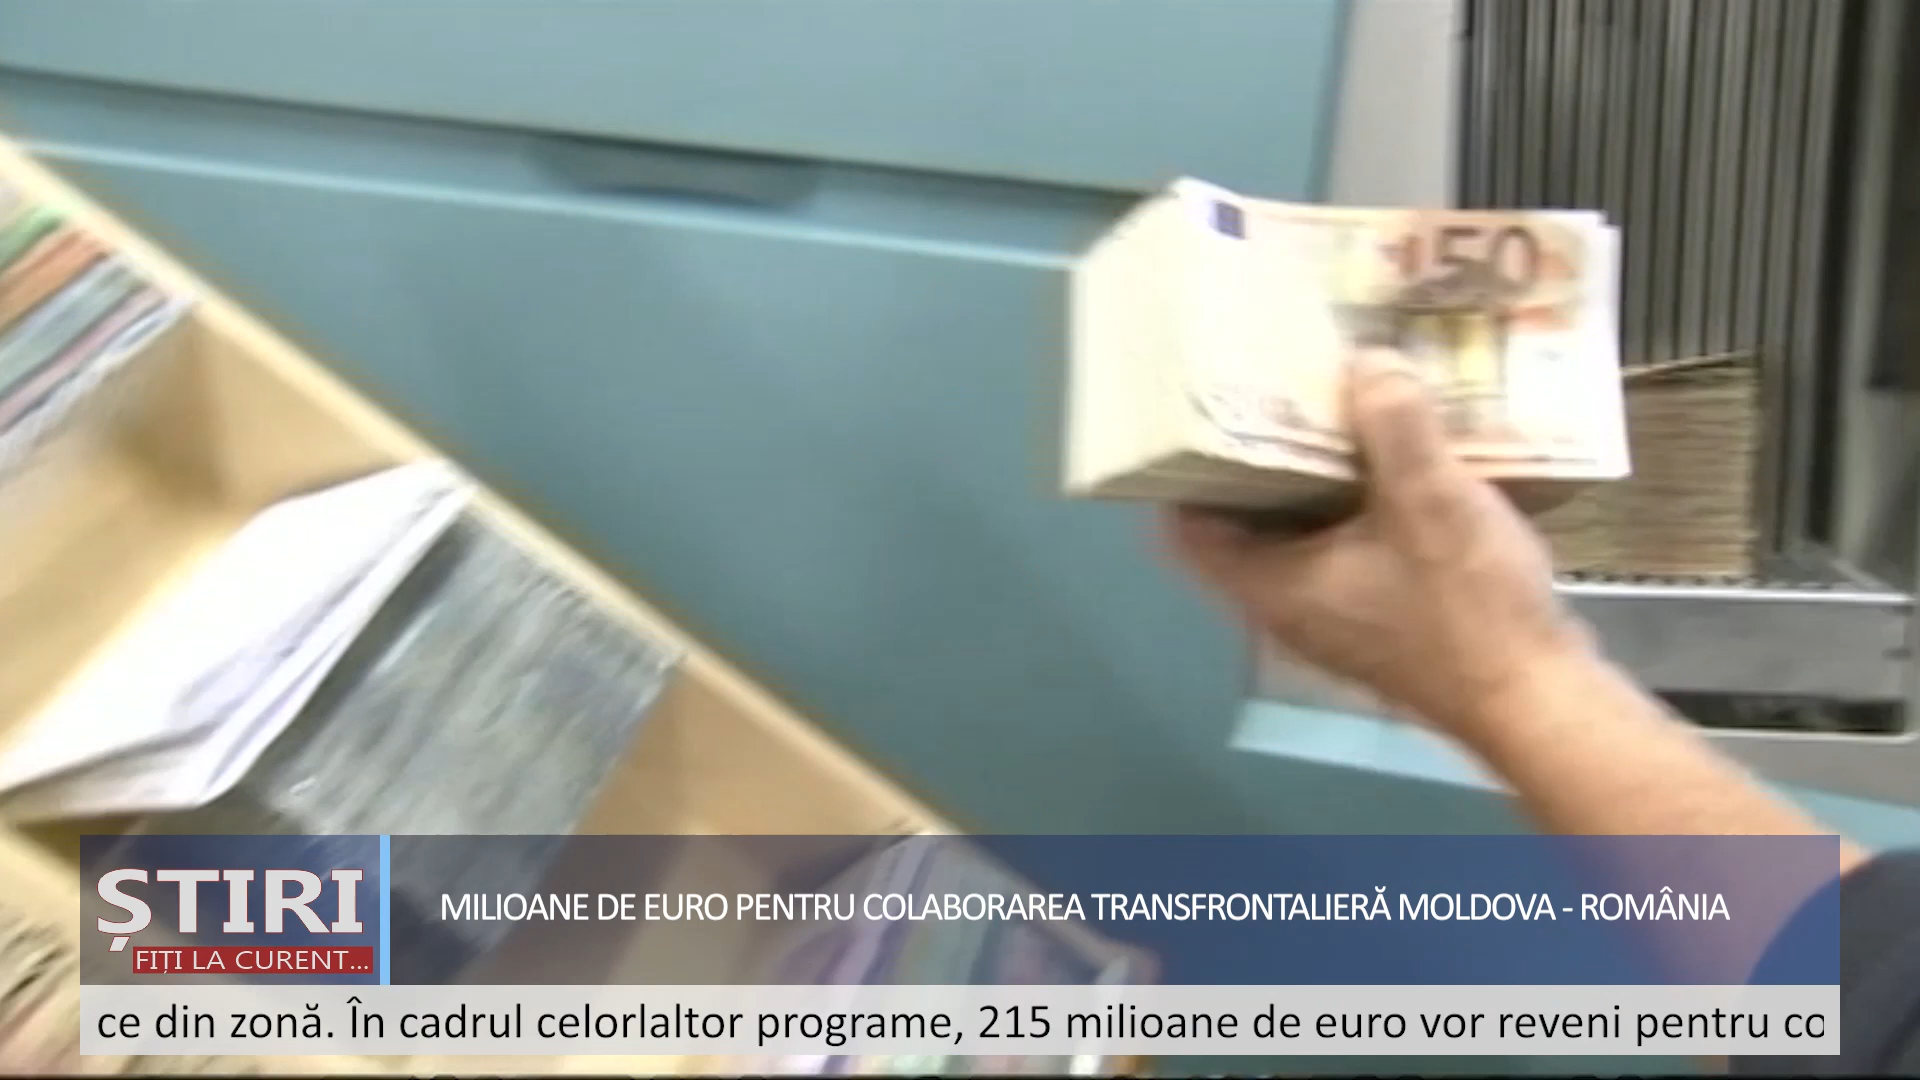 50
ȘTIRI
FIȚI LA CURENT...
MILIOANE DE EURO PENTRU COLABORAREA TRANSFRONTALIERĂ MOLDOVA - ROMÂNIA
ce din zonă. În cadrul celorlaltor programe, 215 milioane de euro vor reveni pentru co